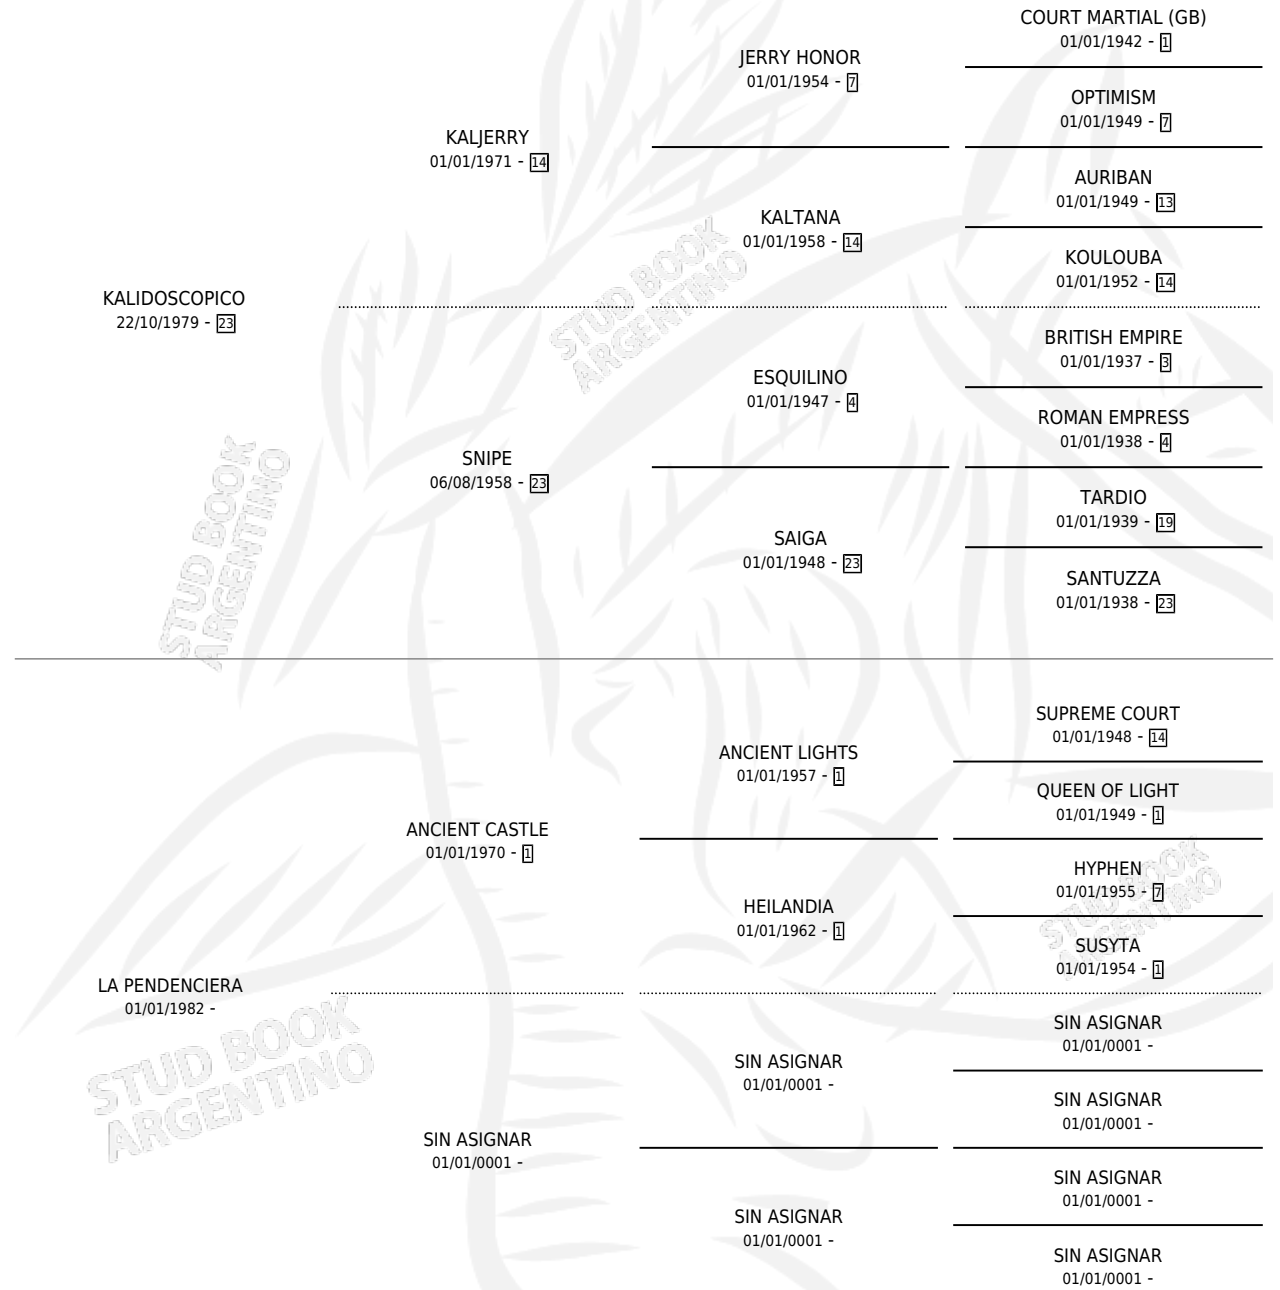 COURT MARTIAL (GB)
01/01/1942 - 1
JERRY HONOR
01/01/1954 - 7
OPTIMISM
01/01/1949 - 7
KALJERRY
01/01/1971 - 14
AURIBAN
01/01/1949 - 13
KALTANA
01/01/1958 - 14
KOULOUBA
01/01/1952 - 14
KALIDOSCOPICO
22/10/1979 - 23
BRITISH EMPIRE
01/01/1937 - 3
ESQUILINO
01/01/1947 - 4
ROMAN EMPRESS
01/01/1938 - 4
SNIPE
06/08/1958 - 23
TARDIO
01/01/1939 - 19
SAIGA
01/01/1948 - 23
SANTUZZA
01/01/1938 - 23
STUD BOOK
ARGENTINO
STUD BOOK
ARGENTINO
SUPREME COURT
01/01/1948 - 14
ANCIENT LIGHTS
01/01/1957 - 1
QUEEN OF LIGHT
01/01/1949 - 1
ANCIENT CASTLE
01/01/1970 - 1
HYPHEN
01/01/1955 - 7
HEILANDIA
01/01/1962 - 1
SUSYTA
01/01/1954 - 1
STUD BOOK
ARGENTINO
LA PENDENCIERA
01/01/1982 -
SIN ASIGNAR
01/01/0001 -
SIN ASIGNAR
01/01/0001 -
SIN ASIGNAR
01/01/0001 -
SIN ASIGNAR
01/01/0001 -
SIN ASIGNAR
01/01/0001 -
SIN ASIGNAR
01/01/0001 -
SIN ASIGNAR
01/01/0001 -
STUD BOOK
ARGENTINO